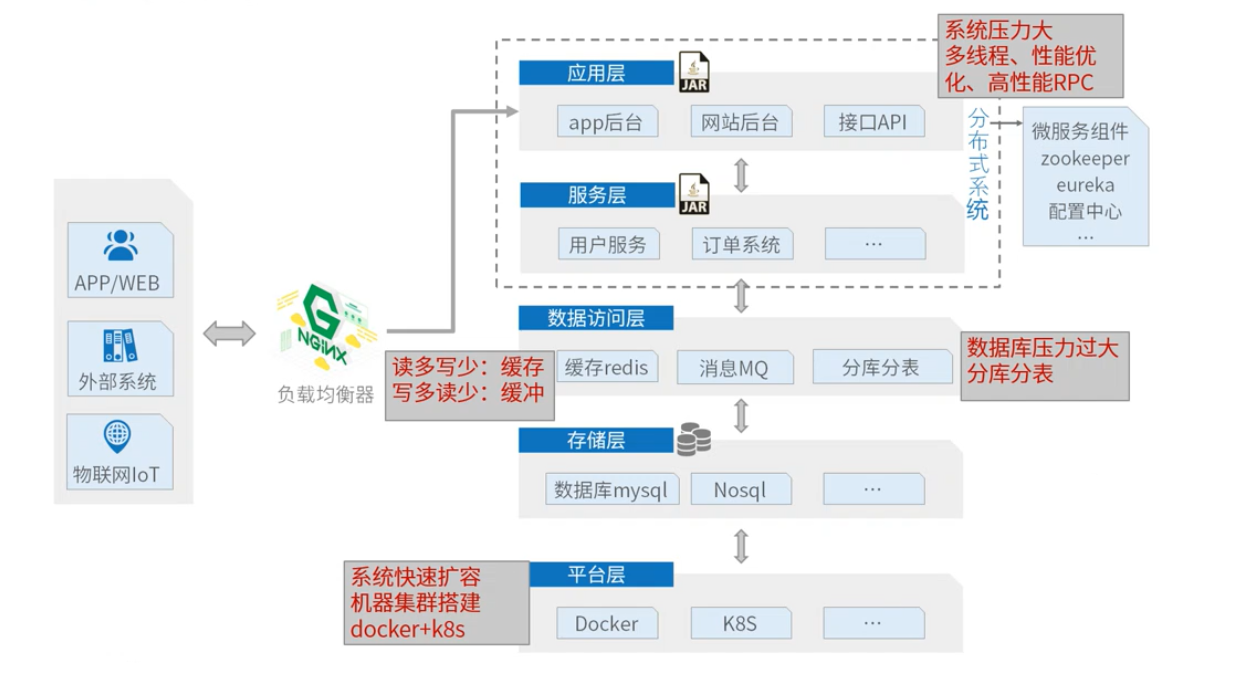 系统压力大
多线程、性能优
化、高性能RPC
应用层
JAR
app后台
网站后台
接口API
分布式系统
微服务组件
zookeeper
eureka
配置中心
...
服务层
JAR
用户服务
订单系统
...
APP/WEB
外部系统
物联网IoT
NGiNX
负载均衡器
数据访问层
读多写少：缓存
写多读少：缓冲
缓存redis
消息MQ
分库分表
数据库压力过大
分库分表
存储层
数据库mysql
Nosql
...
系统快速扩容
机器集群搭建
docker+k8s
平台层
Docker
K8S
...